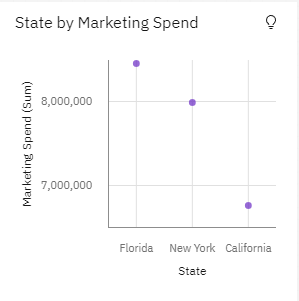 State by Marketing Spend
Marketing Spend (Sum)
8,000,000
7,000,000
Florida New York California
State